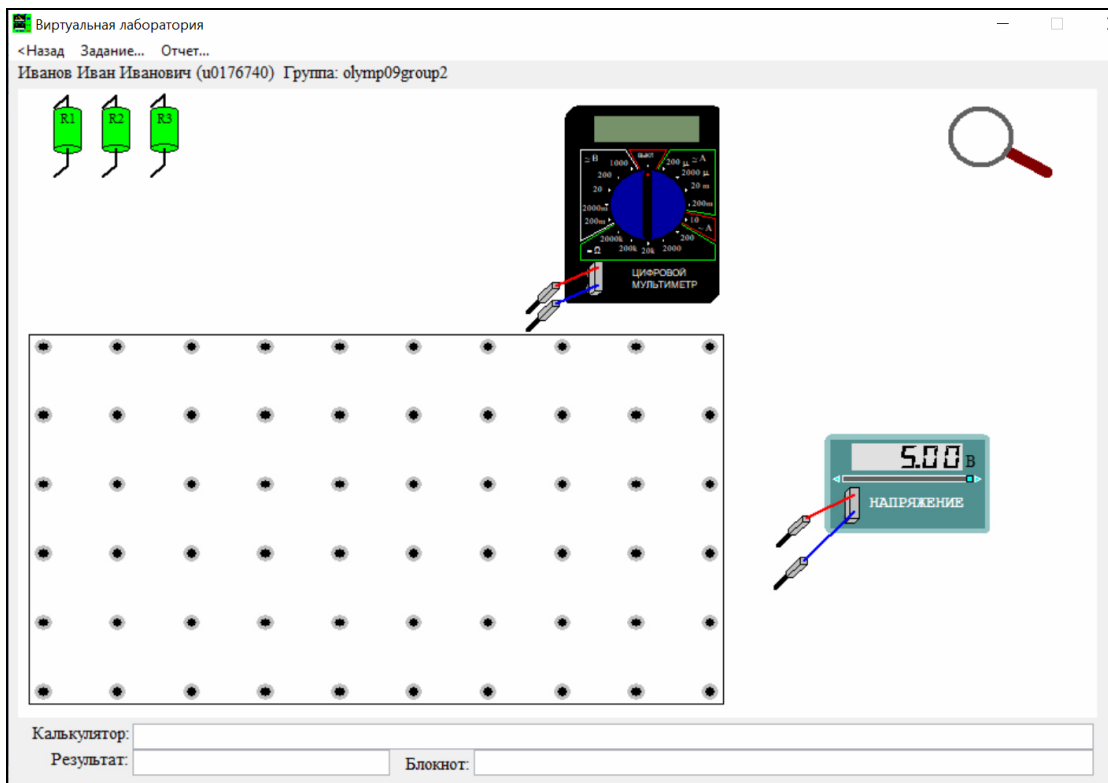 Виртуальная лаборатория
<Назад Задание... Отчет...
Иванов Иван Иванович (u0176740) Группа: olymp09group2
R1 R2 R3
≃ В 1000 ВЫКЛ 200 μ ≃ А
200 2000 μ
20 20 m
2000m 200m
200m 10
~ А
2000k 200
= Ω 200k 20k 2000
ЦИФРОВОЙ
МУЛЬТИМЕТР
5.00 В
НАПРЯЖЕНИЕ
Калькулятор:
Результат: Блокнот: